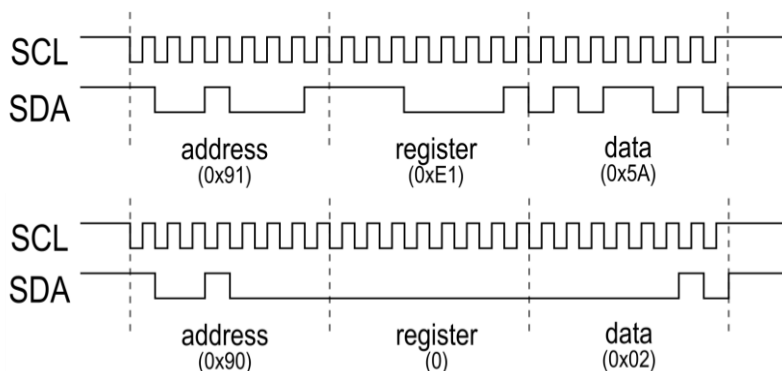 SCL
SDA
address register data
(0x91) (0xE1) (0x5A)
SCL
SDA
address register data
(0x90) (0) (0x02)